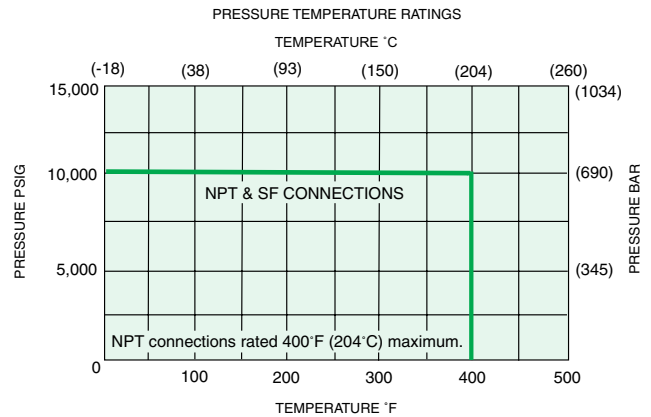 PRESSURE TEMPERATURE RATINGS
TEMPERATURE ˚C
(-18) (38) (93) (150) (204) (260)
15,000 (1034)
10,000 (690)
NPT & SF CONNECTIONS
PRESSURE PSIG
PRESSURE BAR
5,000 (345)
NPT connections rated 400˚F (204˚C) maximum.
0
100 200 300 400 500
TEMPERATURE ˚F